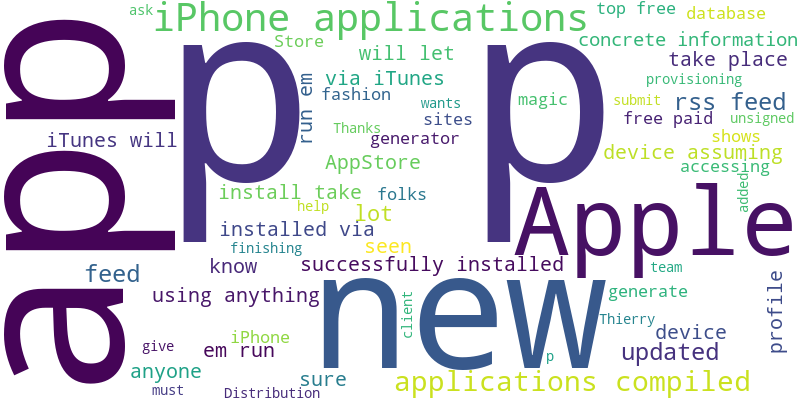 ask
iPhone applications
top free
database
app
p
p
Store
concrete information
will let
take place
via iTunes
provisioning
run em
fashion
wants
magic
submit
rss feed
sites
free paid
unsigned
Thanks
generator
shows
iTunes will
AppStore
device assuming
accessing
install take
folks
added
Apple
help
lot
installed via
seen
finishing
know
successfully installed
team
feed
new
using anything
client
generate
profile
Thierry
iPhone
device
give
em run
p
updated
anyone
sure
applications compiled
must
Distribution